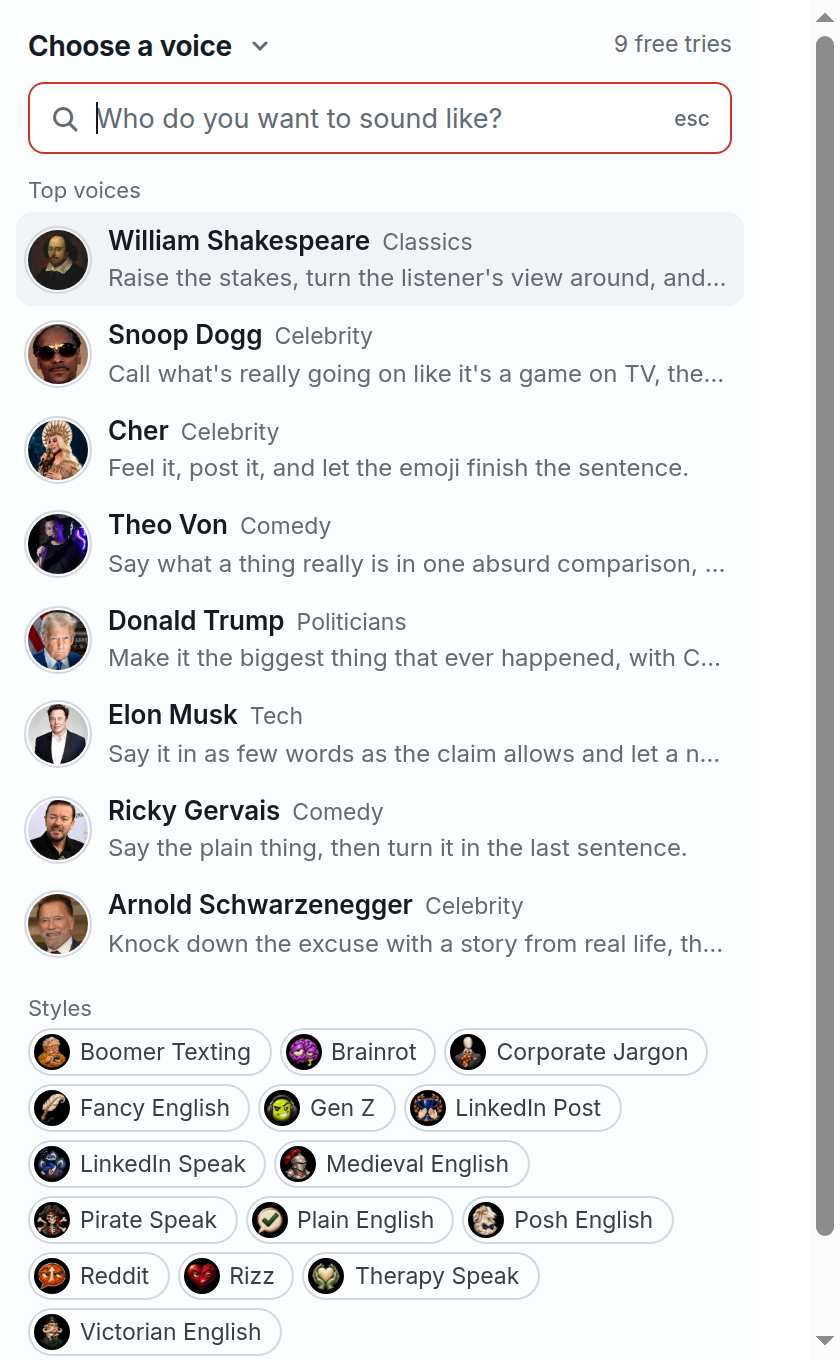 Choose a voice
9 free tries
Who do you want to sound like?
esc
Top voices
William Shakespeare Classics
Raise the stakes, turn the listener's view around, and...
Snoop Dogg Celebrity
Call what's really going on like it's a game on TV, the...
Cher Celebrity
Feel it, post it, and let the emoji finish the sentence.
Theo Von Comedy
Say what a thing really is in one absurd comparison, ...
Donald Trump Politicians
Make it the biggest thing that ever happened, with C...
Elon Musk Tech
Say it in as few words as the claim allows and let a n...
Ricky Gervais Comedy
Say the plain thing, then turn it in the last sentence.
Arnold Schwarzenegger Celebrity
Knock down the excuse with a story from real life, th...
Styles
Boomer Texting Brainrot Corporate Jargon
Fancy English Gen Z LinkedIn Post
LinkedIn Speak Medieval English
Pirate Speak Plain English Posh English
Reddit Rizz Therapy Speak
Victorian English